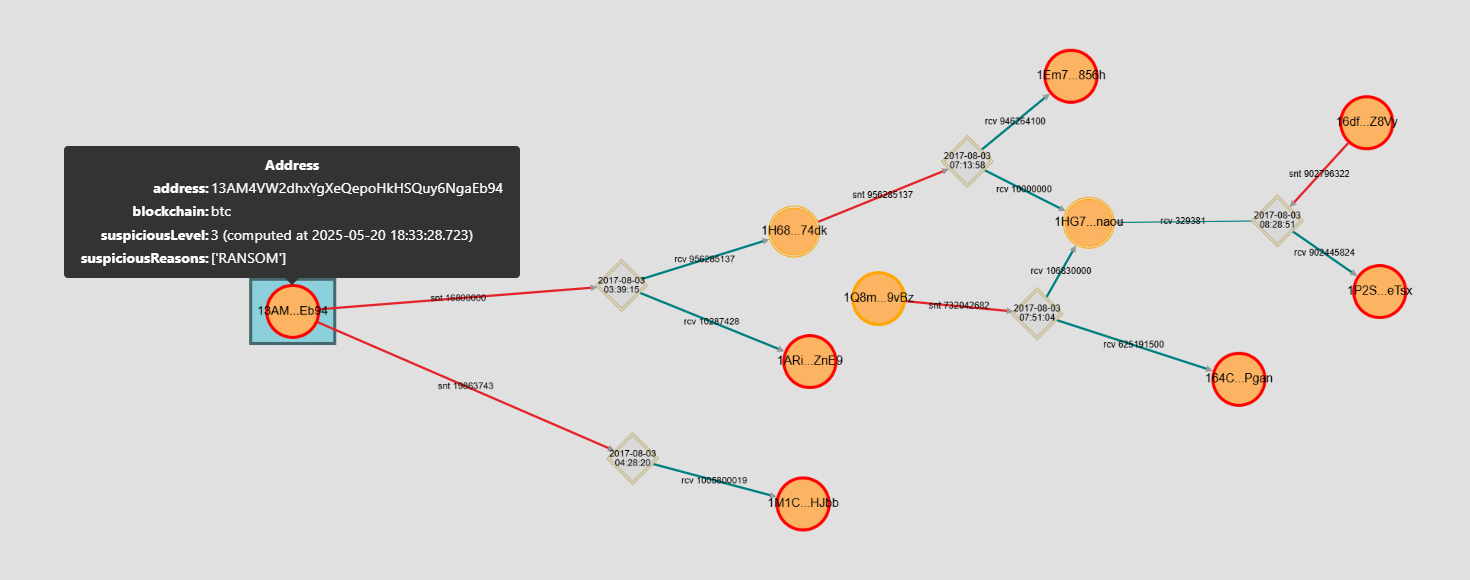 Address
address: 13AM4VW2dhxYgXeQepoHkHSQuy6NgaEb94
blockchain: btc
suspiciousLevel: 3 (computed at 2025-05-20 18:33:28.723)
suspiciousReasons: ['RANSOM']
13AM...Eb94
snt 16800000
snt 19863743
2017-08-03
03:39:15
rcv 956285137
rcv 10287428
1H68...74dk
1ARi...ZnE9
2017-08-03
04:28:20
rcv 1005800019
1M1C...HJbb
snt 956285137
2017-08-03
07:13:58
rcv 946264100
rcv 10000000
1Em7...856h
1HG7...naou
1Q8m...9vBz
snt 732042682
2017-08-03
07:51:04
rcv 106830000
rcv 625191500
164C...Pgan
rcv 329381
2017-08-03
08:28:51
snt 902796322
16df...Z8Vy
rcv 902445824
1P2S...eTsx